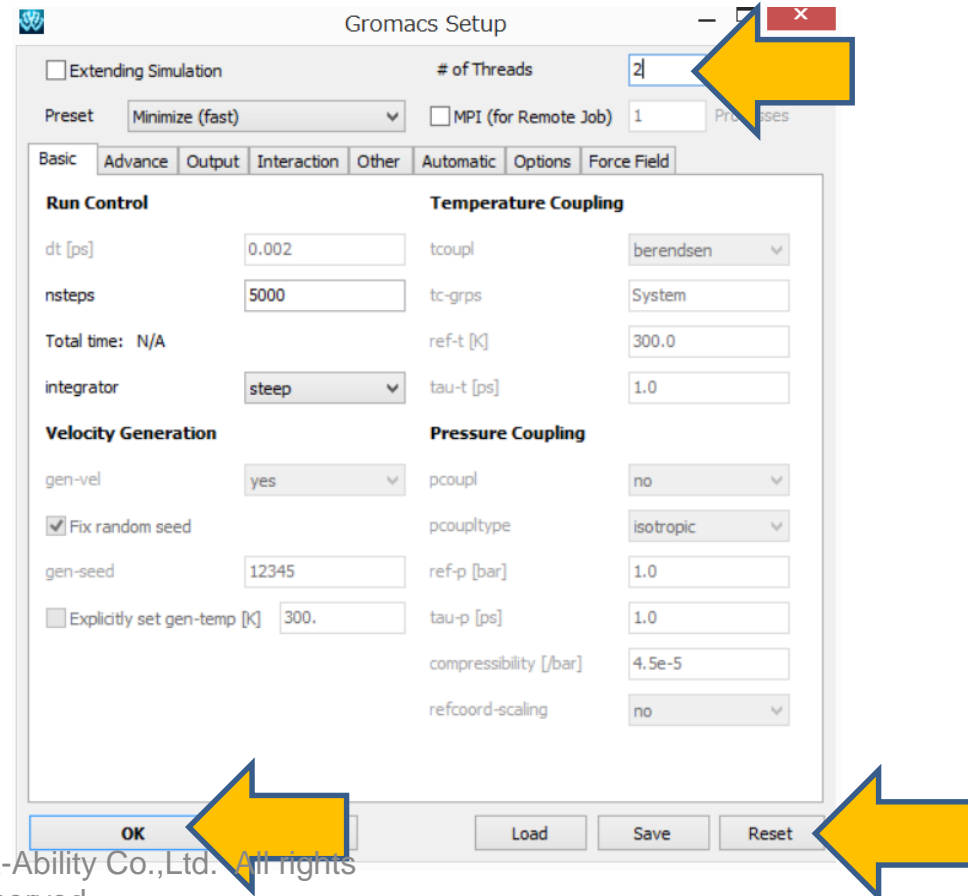 Gromacs Setup
Extending Simulation # of Threads 2
Preset Minimize (fast) MPI (for Remote Job) 1
Basic Advance Output Interaction Other Automatic Options Force Field
Run Control Temperature Coupling
dt [ps] 0.002 tcoupl berendsen
nsteps 5000 tc-grps System
Total time: N/A ref-t [K] 300.0
integrator steep tau-t [ps] 1.0
Velocity Generation Pressure Coupling
gen-vel yes pcoupl no
Fix random seed pcoupltype isotropic
gen-seed 12345 ref-p [bar] 1.0
Explicitly set gen-temp [K] 300. tau-p [ps] 1.0
compressibility [/bar] 4.5e-5
refcoord-scaling no
OK Load Save Reset
-Ability Co.,Ltd. All rights